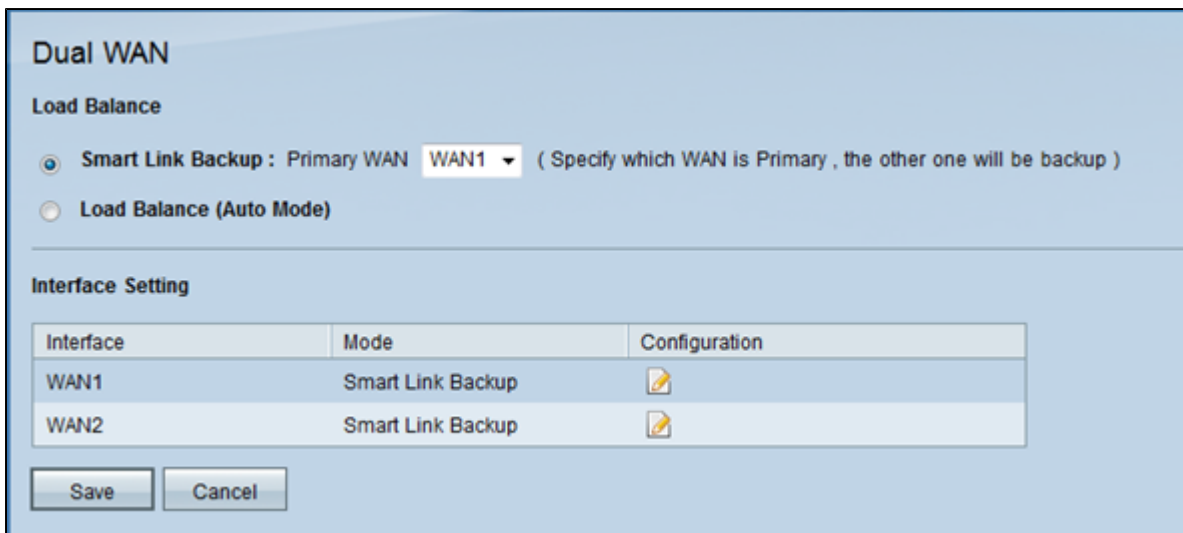 Dual WAN
Load Balance
Smart Link Backup : Primary WAN WAN1 ( Specify which WAN is Primary , the other one will be backup )
Load Balance (Auto Mode)
Interface Setting
Interface Mode Configuration
WAN1 Smart Link Backup
WAN2 Smart Link Backup
Save Cancel